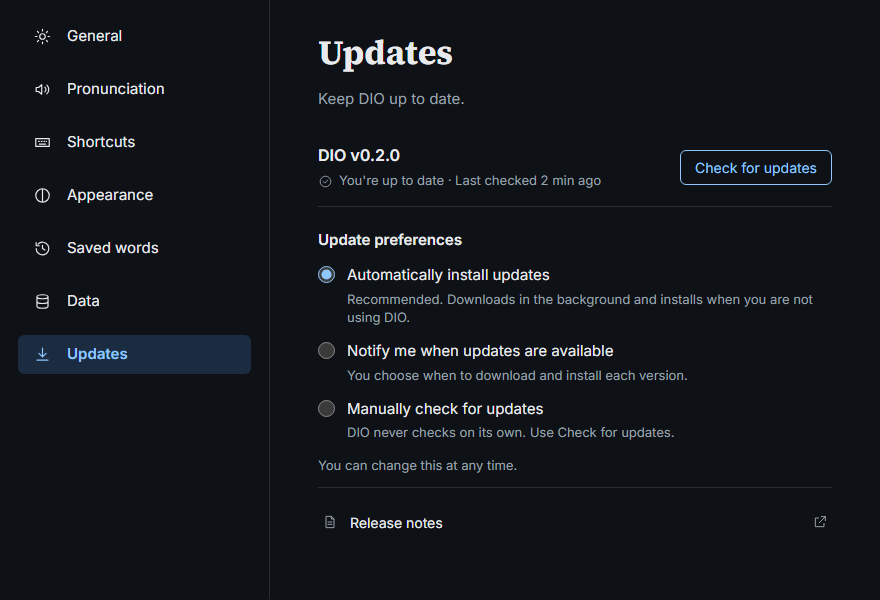 General
Pronunciation
Shortcuts
Appearance
Saved words
Data
Updates
Updates
Keep DIO up to date.
DIO v0.2.0
You're up to date · Last checked 2 min ago
Check for updates
Update preferences
Automatically install updates
Recommended. Downloads in the background and installs when you are not
using DIO.
Notify me when updates are available
You choose when to download and install each version.
Manually check for updates
DIO never checks on its own. Use Check for updates.
You can change this at any time.
Release notes